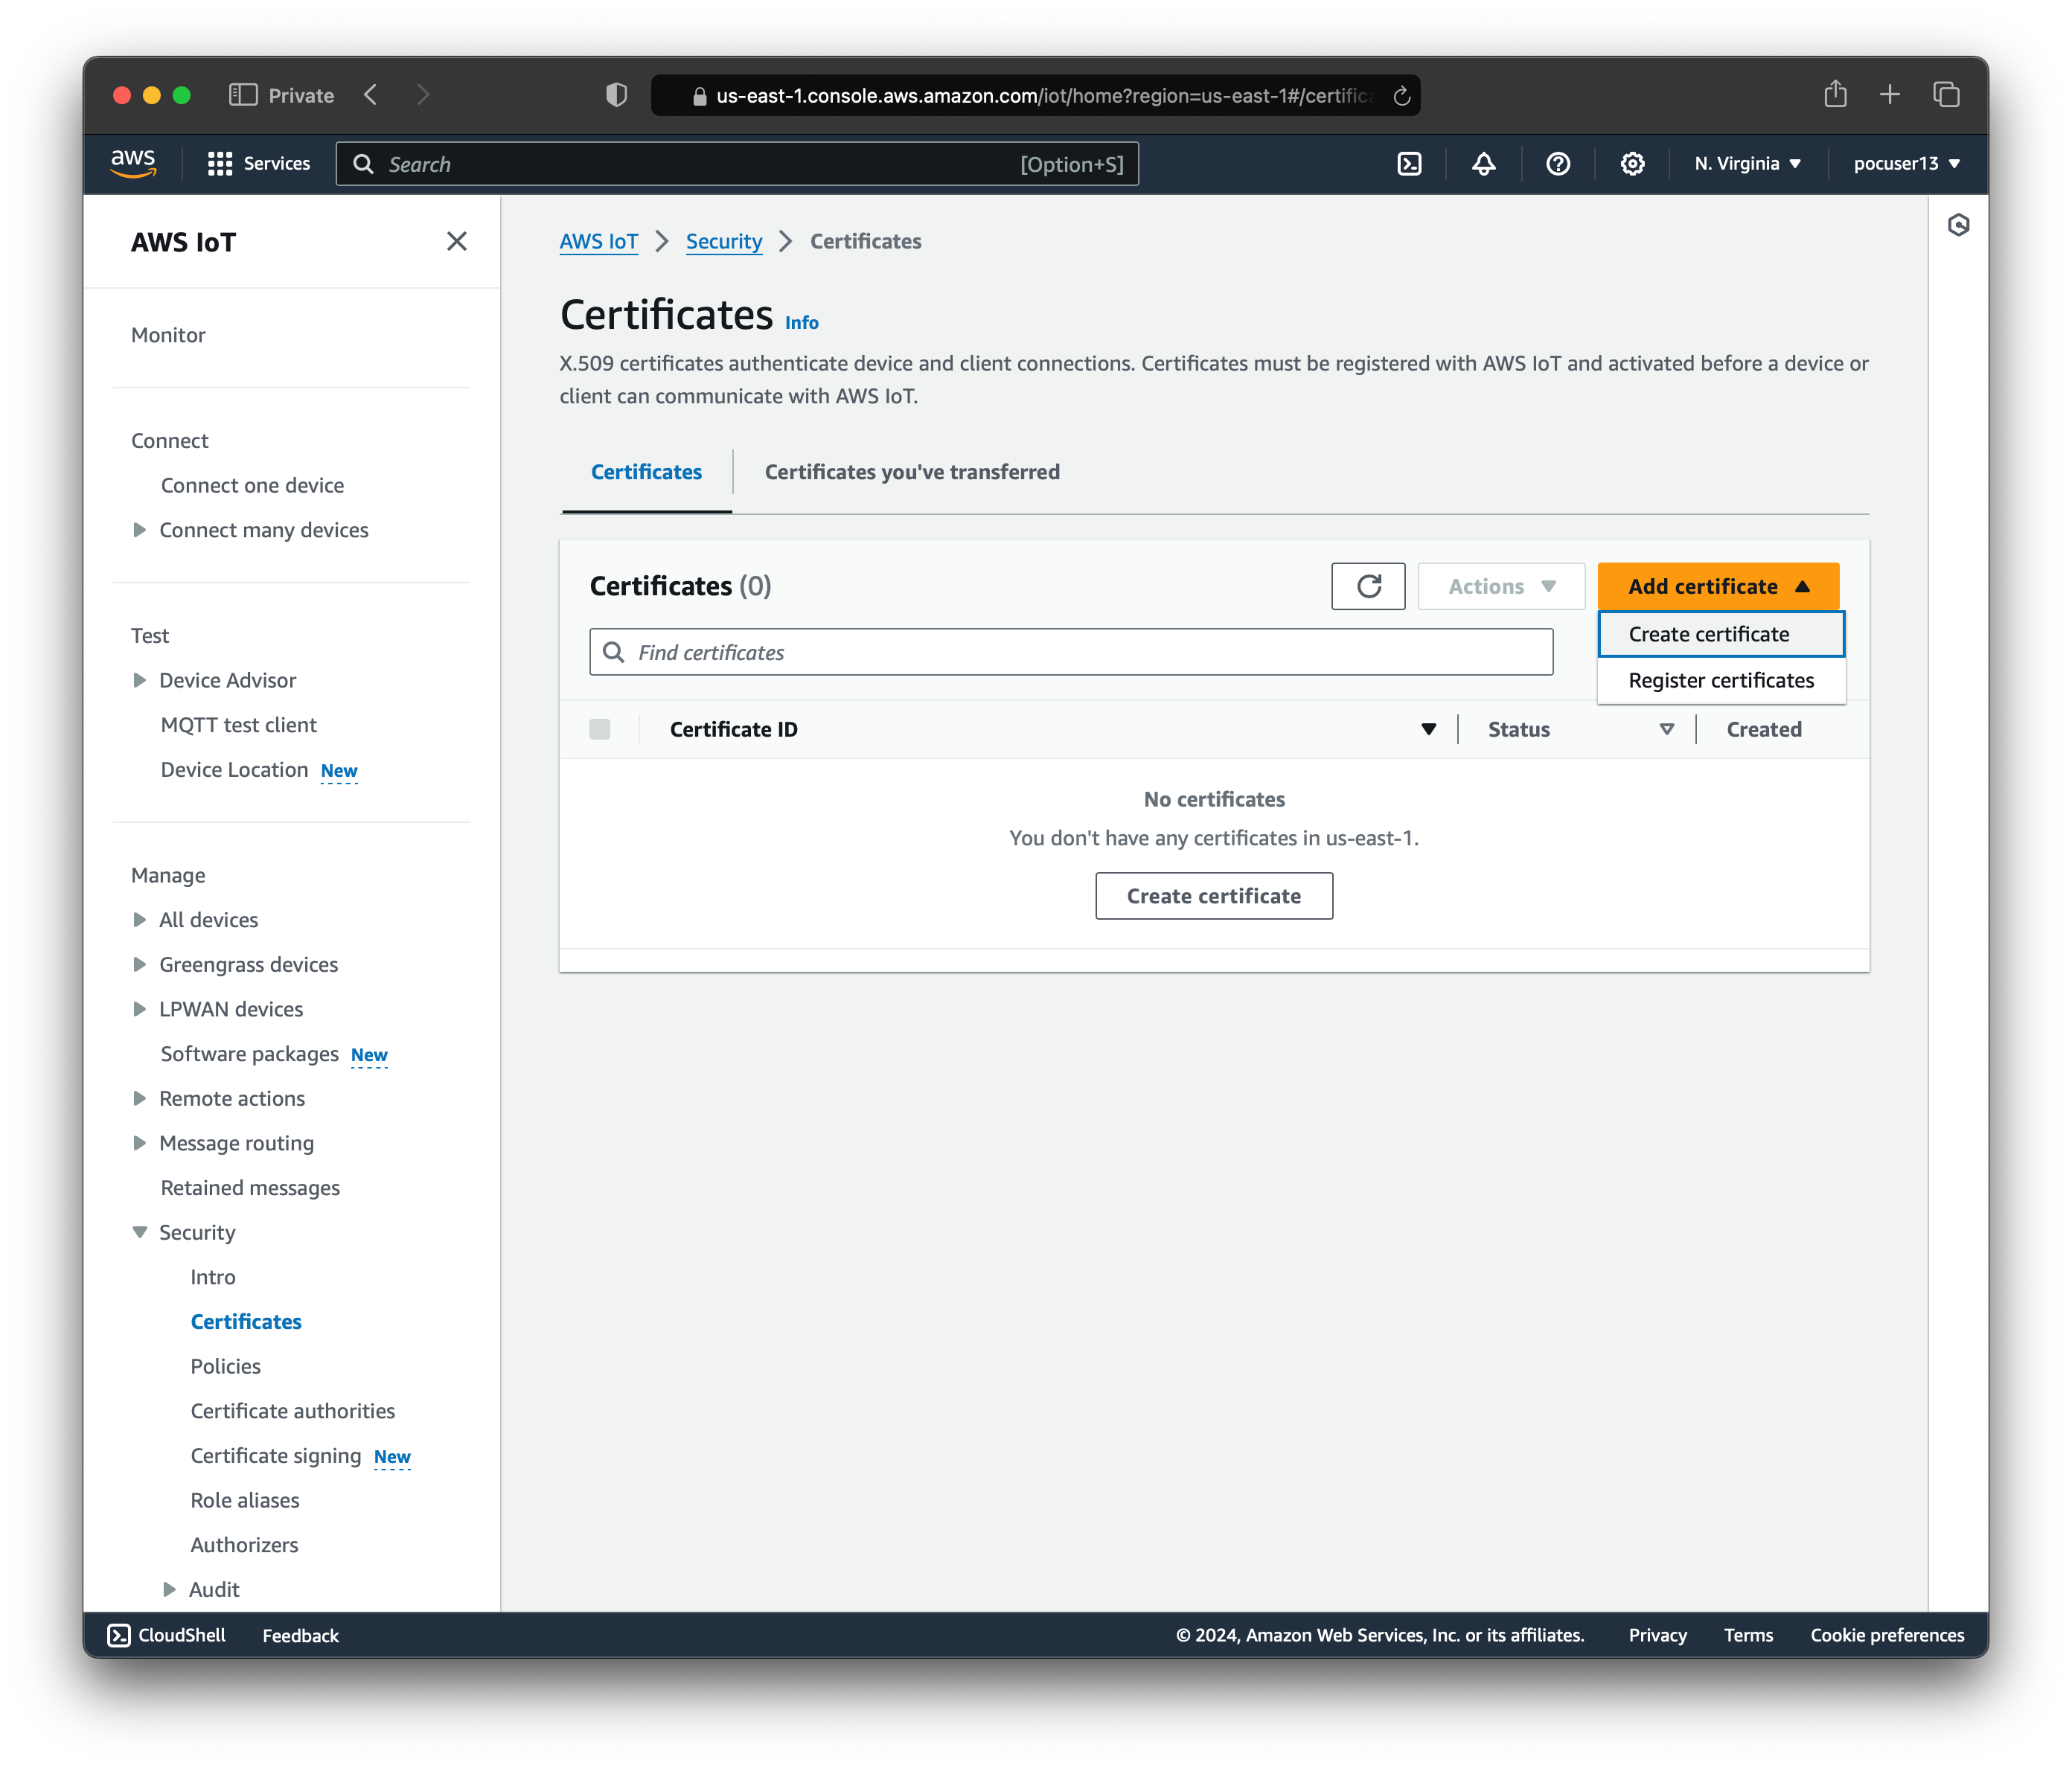 Private
us-east-1.console.aws.amazon.com/iot/home?region=us-east-1#/certific
aws
Services
Search
[Option+S]
N. Virginia
pocuser13
AWS IoT
Monitor
Connect
Connect one device
Connect many devices
Test
Device Advisor
MQTT test client
Device Location New
Manage
All devices
Greengrass devices
LPWAN devices
Software packages New
Remote actions
Message routing
Retained messages
Security
Intro
Certificates
Policies
Certificate authorities
Certificate signing New
Role aliases
Authorizers
Audit
AWS IoT > Security > Certificates
Certificates Info
X.509 certificates authenticate device and client connections. Certificates must be registered with AWS IoT and activated before a device or
client can communicate with AWS IoT.
Certificates
Certificates you've transferred
Certificates (0)
Actions
Add certificate
Create certificate
Register certificates
Find certificates
Certificate ID
Status
Created
No certificates
You don't have any certificates in us-east-1.
Create certificate
CloudShell
Feedback
© 2024, Amazon Web Services, Inc. or its affiliates.
Privacy
Terms
Cookie preferences